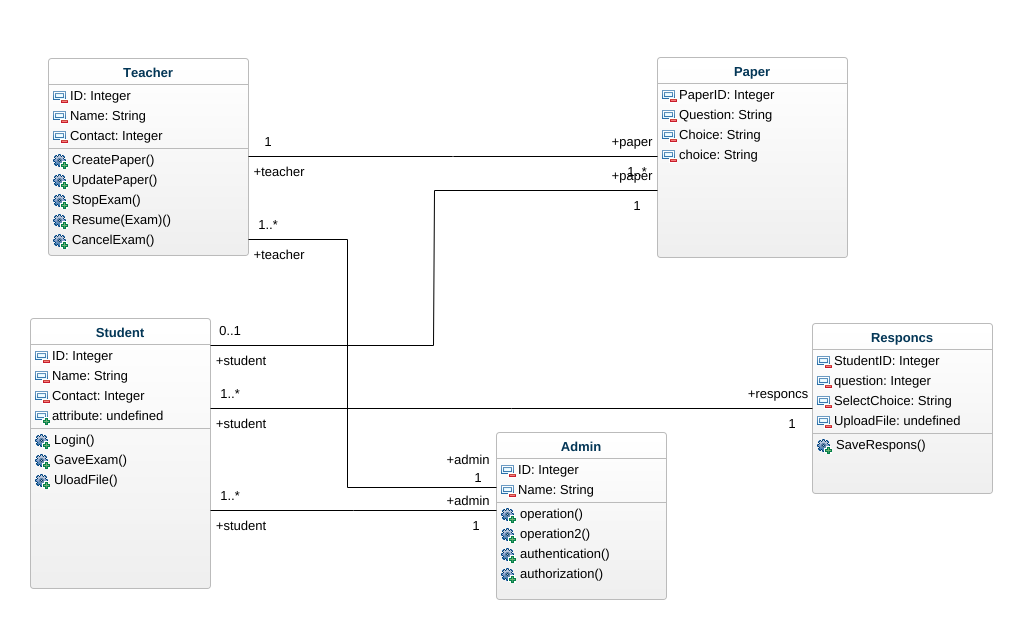 Teacher
ID: Integer
Name: String
Contact: Integer
CreatePaper()
UpdatePaper()
StopExam()
Resume(Exam)()
CancelExam()
Paper
PaperID: Integer
Question: String
Choice: String
choice: String
1
+teacher
+paper
1..*
+paper
1
1..*
+teacher
Student
ID: Integer
Name: String
Contact: Integer
attribute: undefined
Login()
GaveExam()
UloadFile()
0..1
+student
1..*
+student
1..*
+student
+responcs
1
Responcs
StudentID: Integer
question: Integer
SelectChoice: String
UploadFile: undefined
SaveRespons()
+admin
1
+admin
1
Admin
ID: Integer
Name: String
operation()
operation2()
authentication()
authorization()